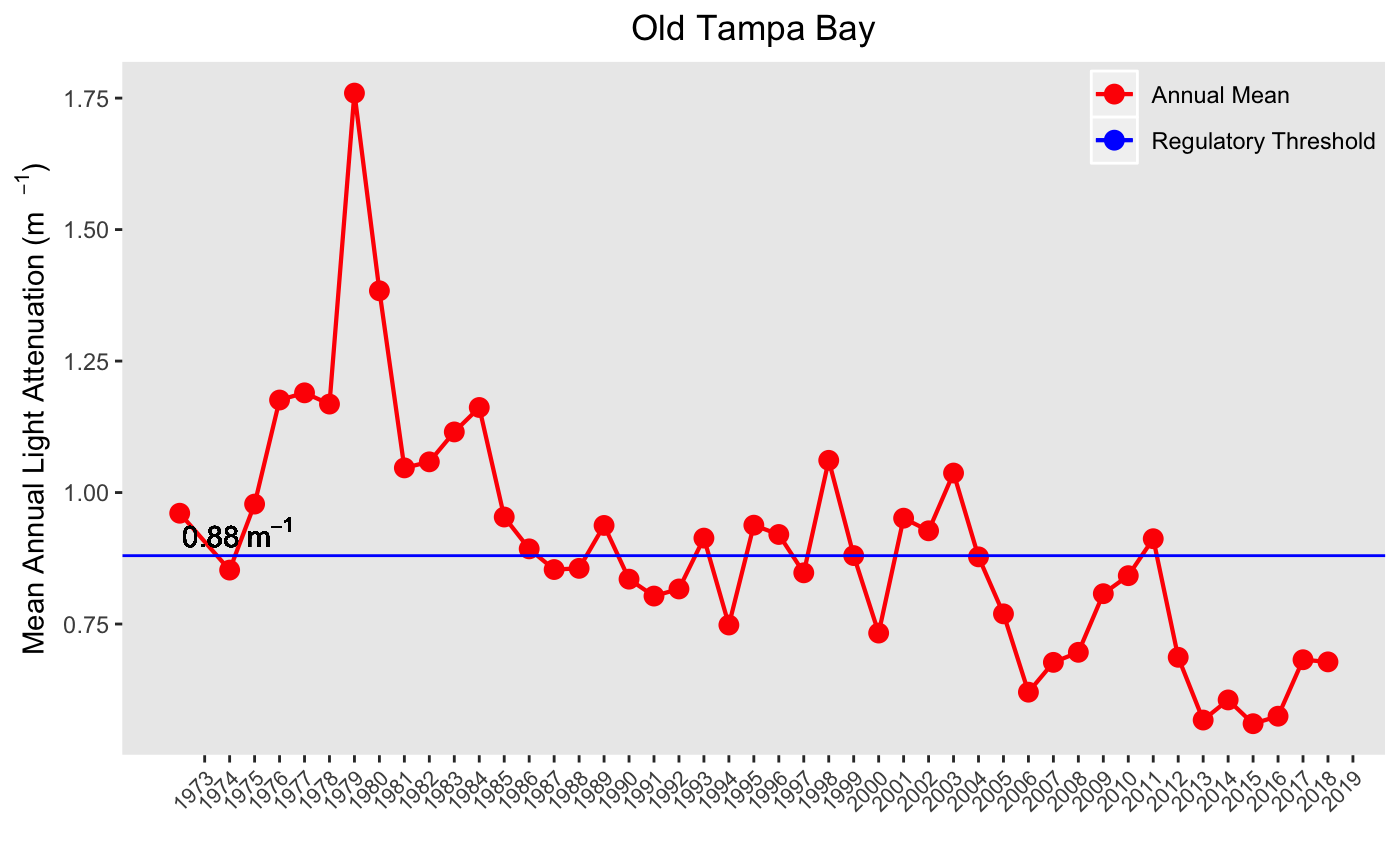 Old Tampa Bay
Mean Annual Light Attenuation (m ⁻¹)
1.75
1.50
1.25
1.00
0.75
Annual Mean
Regulatory Threshold
0.88 m⁻¹
1973 1974 1975 1976 1977 1978 1979 1980 1981 1982 1983 1984 1985 1986 1987 1988 1989 1990 1991 1992 1993 1994 1995 1996 1997 1998 1999 2000 2001 2002 2003 2004 2005 2006 2007 2008 2009 2010 2011 2012 2013 2014 2015 2016 2017 2018 2019